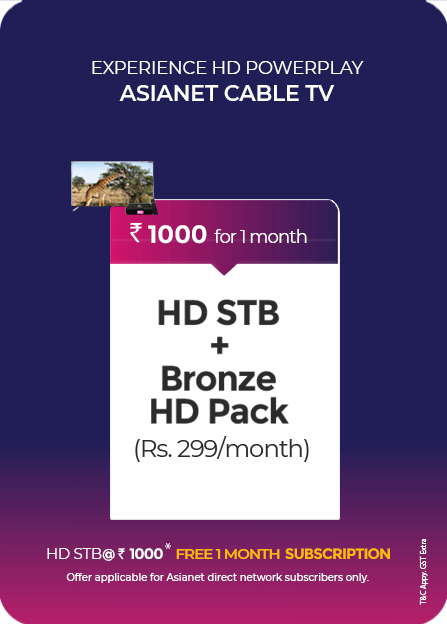 EXPERIENCE HD POWERPLAY
ASIANET CABLE TV
₹ 1000 for 1 month
HD STB
+
Bronze
HD Pack
(Rs. 299/month)
HD STB@ ₹ 1000* FREE 1 MONTH SUBSCRIPTION
Offer applicable for Asianet direct network subscribers only.
T&C Appy. GST Extra